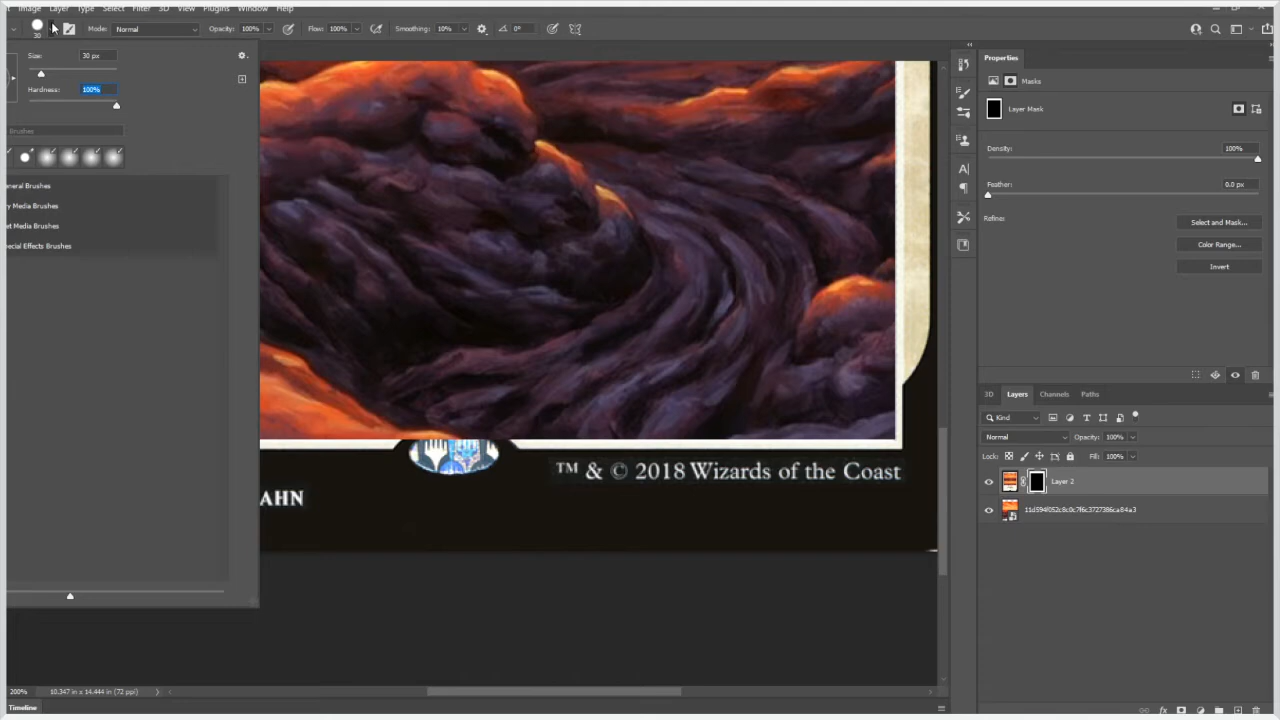 Image Layer Type Select Filter 3D View Plugins Window Help
30
Mode: Normal
Opacity: 100%
Flow: 100%
Smoothing: 10%
0°
Size: 30 px
Hardness: 100%
Brushes
eneral Brushes
ry Media Brushes
et Media Brushes
pecial Effects Brushes
AHN
™ & © 2018 Wizards of the Coast
Properties
Masks
Layer Mask
Density: 100%
Feather: 0.0 px
Refine:
Select and Mask...
Color Range...
Invert
3D Layers Channels Paths
Kind
Normal
Opacity: 100%
Lock:
Fill: 100%
Layer 2
200%
10.347 in x 14.444 in (72 ppi)
Timeline